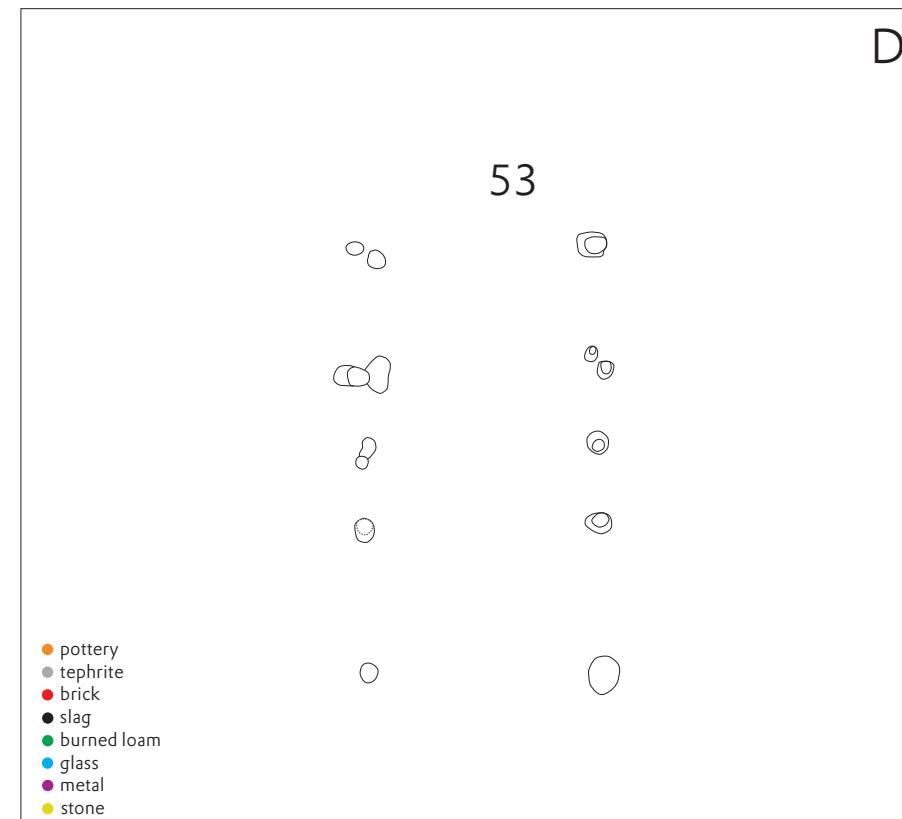 D
53
pottery
tephrite
brick
slag
burned loam
glass
metal
stone